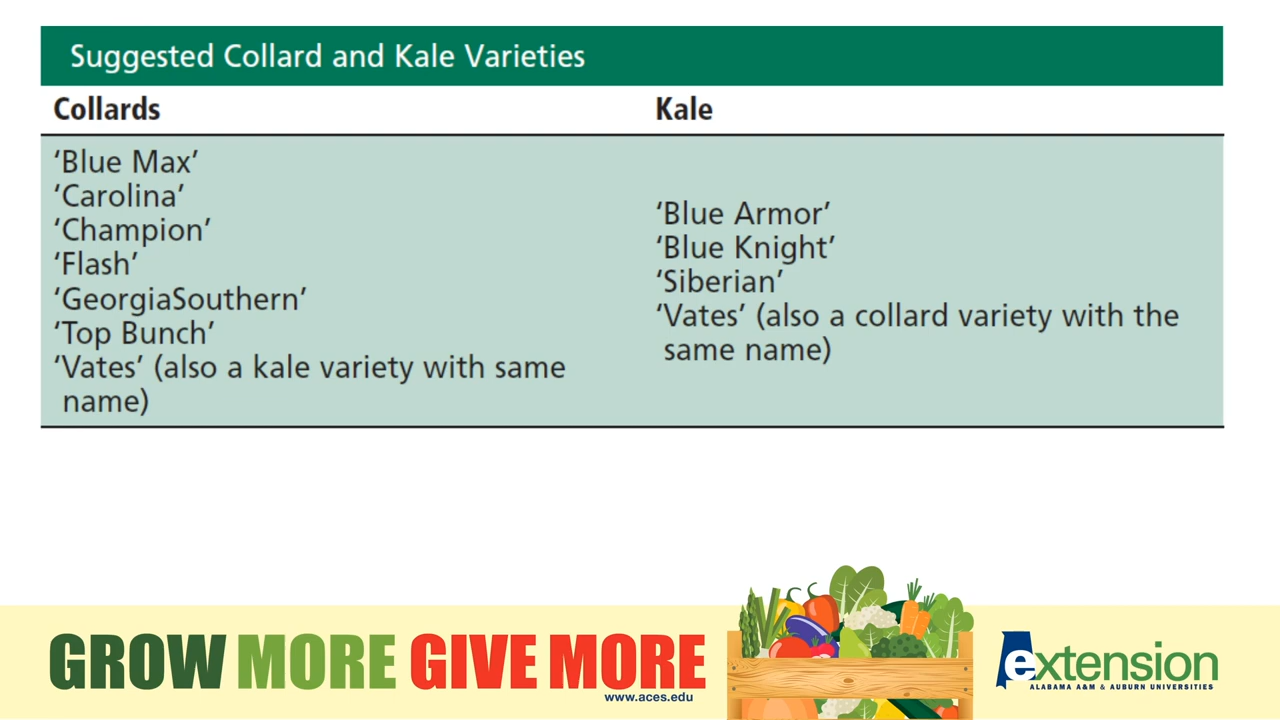 Suggested Collard and Kale Varieties
Collards
Kale
‘Blue Max’
‘Carolina’
‘Champion’
‘Flash’
‘GeorgiaSouthern’
‘Top Bunch’
‘Vates’ (also a kale variety with same
name)
‘Blue Armor’
‘Blue Knight’
‘Siberian’
‘Vates’ (also a collard variety with the
same name)
GROW MORE GIVE MORE
www.aces.edu
extension
ALABAMA A&M & AUBURN UNIVERSITIES